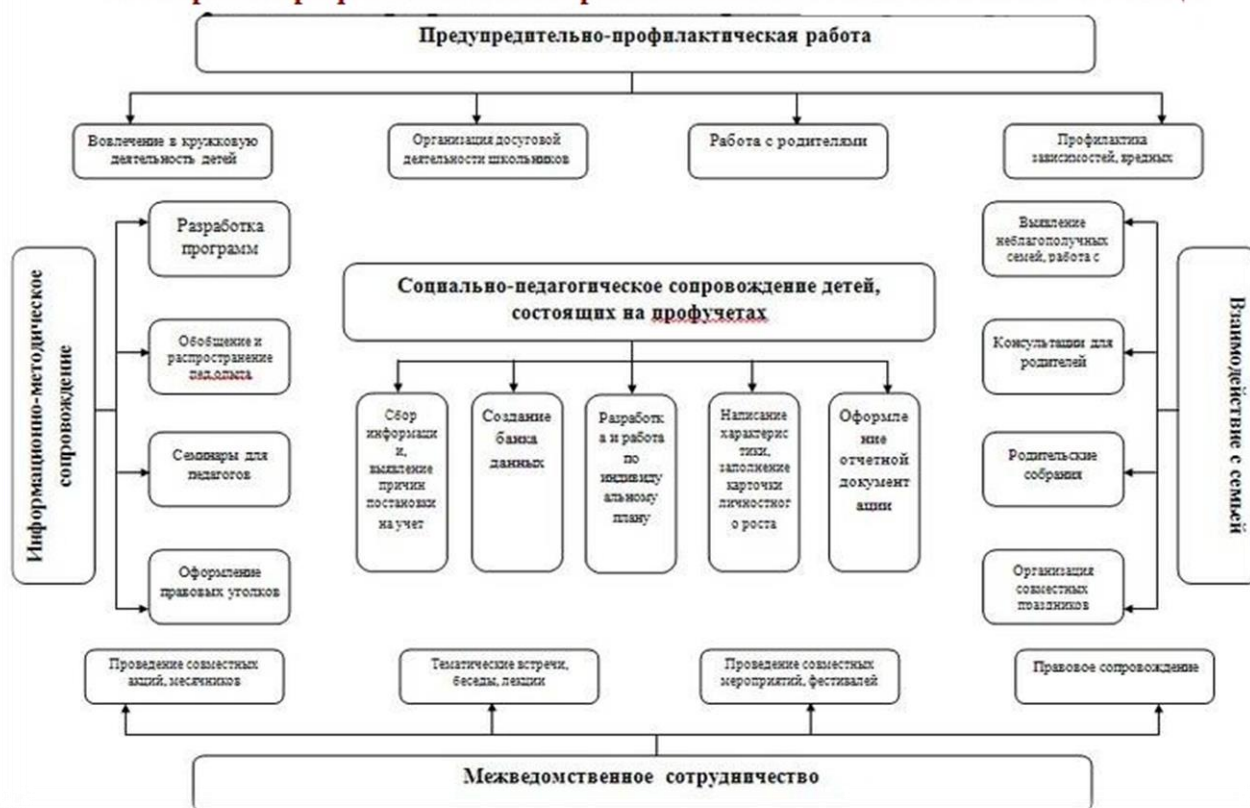 Предупредительно-профилактическая работа
Вовлечение в кружковую
деятельность детей
Организация досуговой
деятельности школьников
Работа с родителями
Профилактика
зависимостей, вредных
Информационно-методическое
сопровождение
Разработка
программ
Обобщение и
распространение
пед.опыта
Семинары для
педагогов
Оформление
правовых уголков
Социально-педагогическое сопровождение детей,
состоящих на профучетах
Сбор
информаци
и,
выявление
причин
постановки
на учет
Создание
банка
данных
Разработк
а и работа
по
индивиду
альному
плану
Написание
характерис
тики,
заполнение
карточки
личностног
о роста
Оформле
ние
отчетной
документ
ации
Выявление
неблагополучных
семей, работа с
Консультации для
родителей
Родительские
собрания
Организация
совместных
праздников
Взаимодействие с семьей
Проведение совместных
акций, месячников
Тематические встречи,
беседы, лекции
Проведение совместных
мероприятий, фестивалей
Правовое сопровождение
Межведомственное сотрудничество